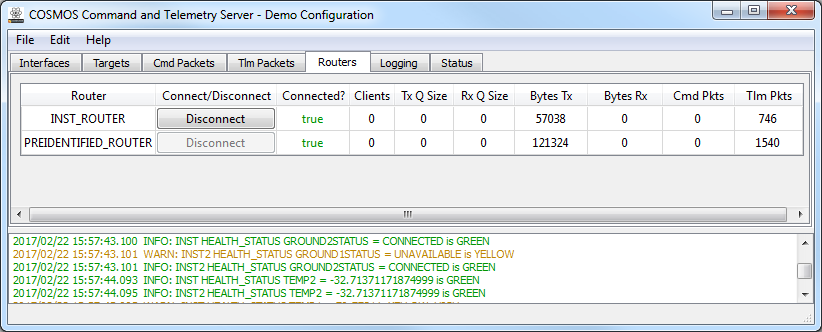 COSMOS Command and Telemetry Server - Demo Configuration
File Edit Help
Interfaces Targets Cmd Packets Tlm Packets Routers Logging Status
Router Connect/Disconnect Connected? Clients Tx Q Size Rx Q Size Bytes Tx Bytes Rx Cmd Pkts Tlm Pkts
INST_ROUTER Disconnect true 0 0 0 57038 0 0 746
PREIDENTIFIED_ROUTER Disconnect true 0 0 0 121324 0 0 1540
2017/02/22 15:57:43.100 INFO: INST HEALTH_STATUS GROUND2STATUS = CONNECTED is GREEN
2017/02/22 15:57:43.101 WARN: INST2 HEALTH_STATUS GROUND1STATUS = UNAVAILABLE is YELLOW
2017/02/22 15:57:43.101 INFO: INST2 HEALTH_STATUS GROUND2STATUS = CONNECTED is GREEN
2017/02/22 15:57:44.093 INFO: INST HEALTH_STATUS TEMP2 = -32.71371171874999 is GREEN
2017/02/22 15:57:44.095 INFO: INST2 HEALTH_STATUS TEMP2 = -32.71371171874999 is GREEN